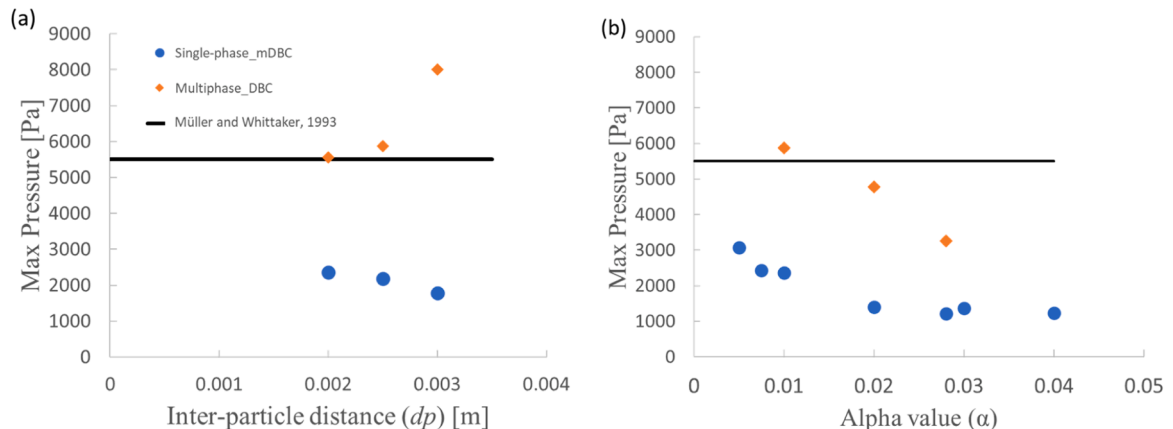 (a)
Max Pressure [Pa]
9000
8000
7000
6000
5000
4000
3000
2000
1000
0
Single-phase_mDBC
Multiphase_DBC
Müller and Whittaker, 1993
0 0.001 0.002 0.003 0.004
Inter-particle distance (dp) [m]
(b)
Max Pressure [Pa]
9000
8000
7000
6000
5000
4000
3000
2000
1000
0
0 0.01 0.02 0.03 0.04 0.05
Alpha value (α)